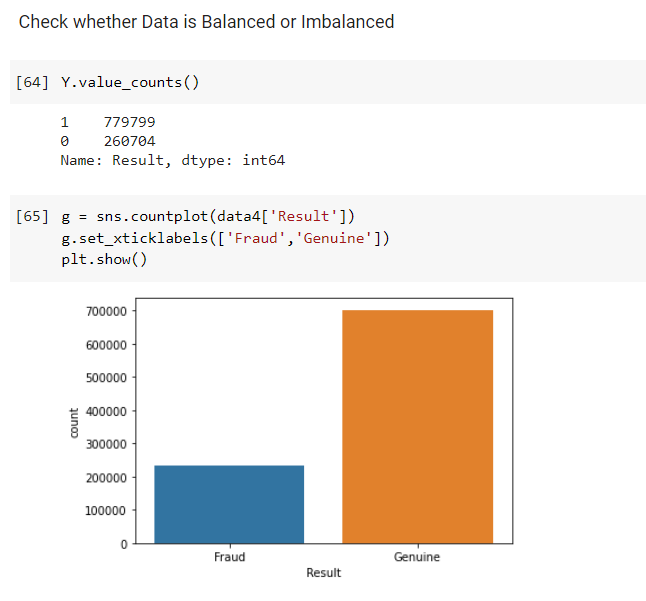 Check whether Data is Balanced or Imbalanced
[64] Y.value_counts()
1    779799
0    260704
Name: Result, dtype: int64
[65] g = sns.countplot(data4['Result'])
g.set_xticklabels(['Fraud','Genuine'])
plt.show()
700000
600000
500000
400000
300000
200000
100000
0
count
Fraud Genuine
Result